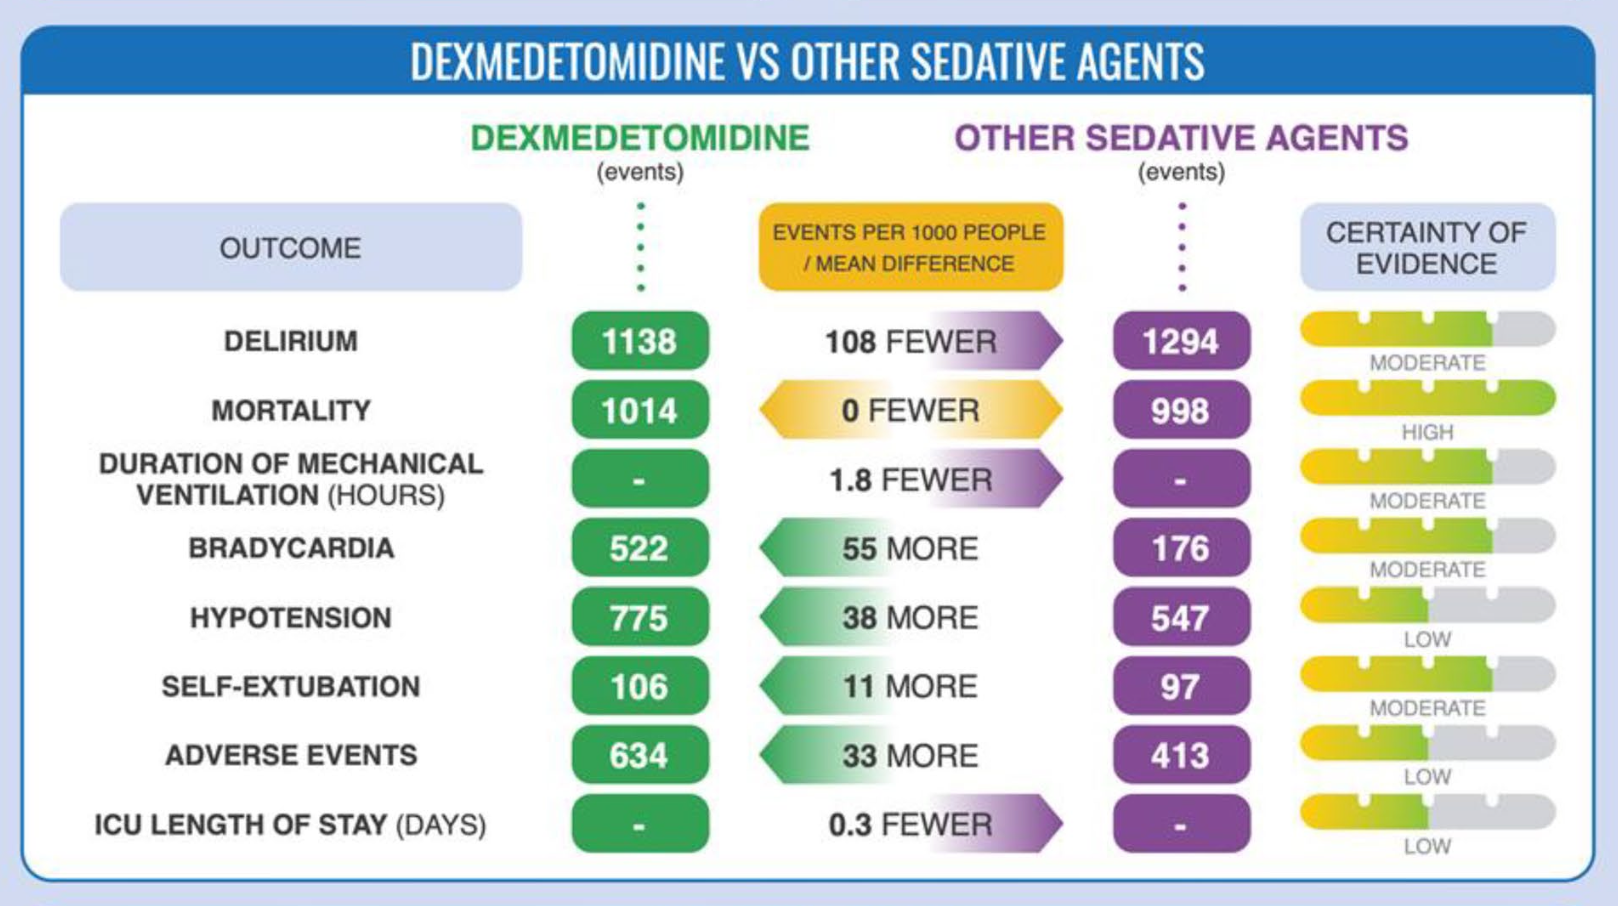 DEXMEDETOMIDINE VS OTHER SEDATIVE AGENTS
DEXMEDETOMIDINE OTHER SEDATIVE AGENTS
(events) (events)
OUTCOME
EVENTS PER 1000 PEOPLE
/ MEAN DIFFERENCE
CERTAINTY OF
EVIDENCE
DELIRIUM 1138 108 FEWER 1294
MODERATE
MORTALITY 1014 0 FEWER 998
HIGH
DURATION OF MECHANICAL
VENTILATION (HOURS) - 1.8 FEWER -
MODERATE
BRADYCARDIA 522 55 MORE 176
MODERATE
HYPOTENSION 775 38 MORE 547
LOW
SELF-EXTUBATION 106 11 MORE 97
MODERATE
ADVERSE EVENTS 634 33 MORE 413
LOW
ICU LENGTH OF STAY (DAYS) - 0.3 FEWER -
LOW